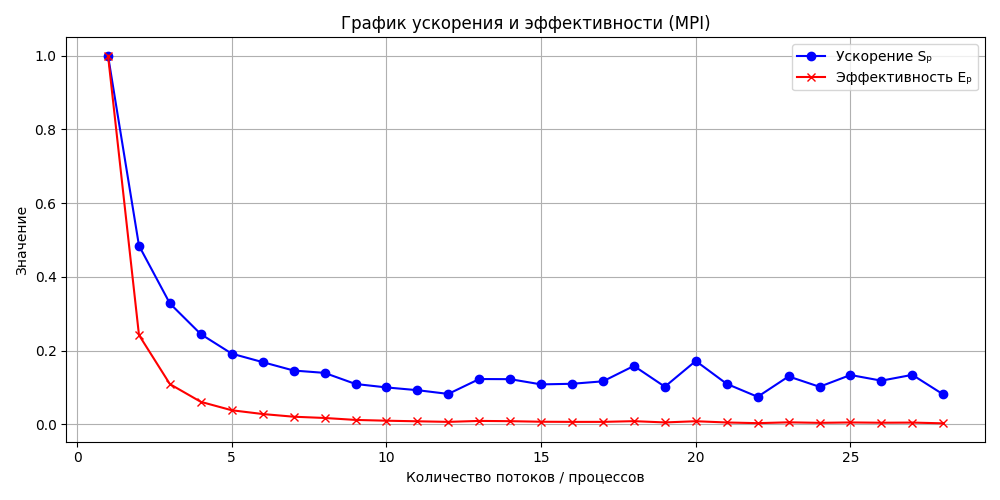 График ускорения и эффективности (MPI)
Ускорение Sₚ
Эффективность Eₚ
Значение
1.0
0.8
0.6
0.4
0.2
0.0
0 5 10 15 20 25
Количество потоков / процессов